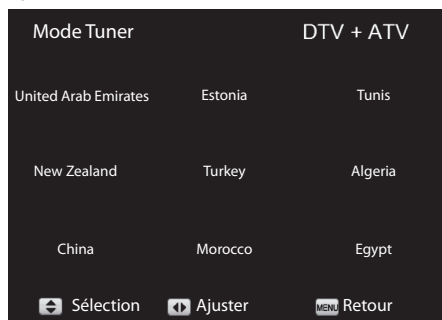 Mode Tuner DTV + ATV
United Arab Emirates Estonia Tunis
New Zealand Turkey Algeria
China Morocco Egypt
Sélection Ajuster MENU Retour